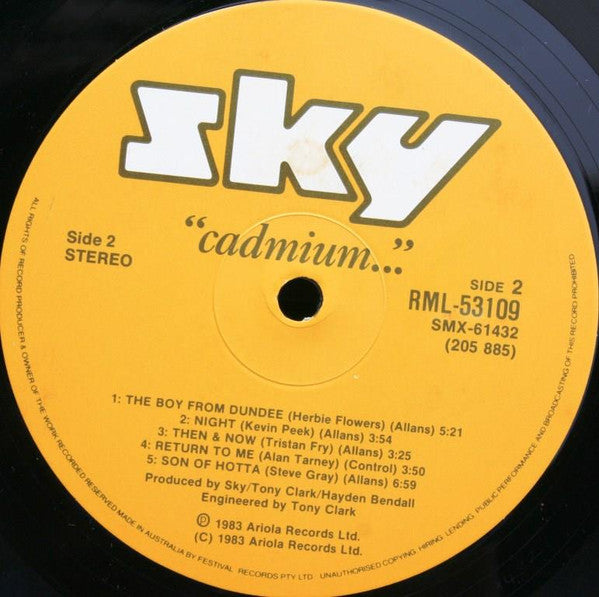 sky
"cadmium..."
Side 2
STEREO
SIDE 2
RML-53109
SMX-61432
(205 885)
1: THE BOY FROM DUNDEE (Herbie Flowers) (Allans) 5:21
2: NIGHT (Kevin Peek) (Allans) 3:54
3: THEN & NOW (Tristan Fry) (Allans) 3:25
4: RETURN TO ME (Alan Tarney) (Control) 3:50
5: SON OF HOTTA (Steve Gray) (Allans) 6:59
Produced by Sky/Tony Clark/Hayden Bendall
Engineered by Tony Clark
Ⓟ 1983 Ariola Records Ltd.
(C) 1983 Ariola Records Ltd.
ALL RIGHTS OF RECORD PRODUCER & OWNER OF THE WORK RECORDED RESERVED MADE IN AUSTRALIA BY FESTIVAL RECORDS PTY LTD UNAUTHORISED COPYING HIRING LENDING PUBLIC PERFORMANCE AND BROADCASTING OF THIS RECORD PROHIBITED